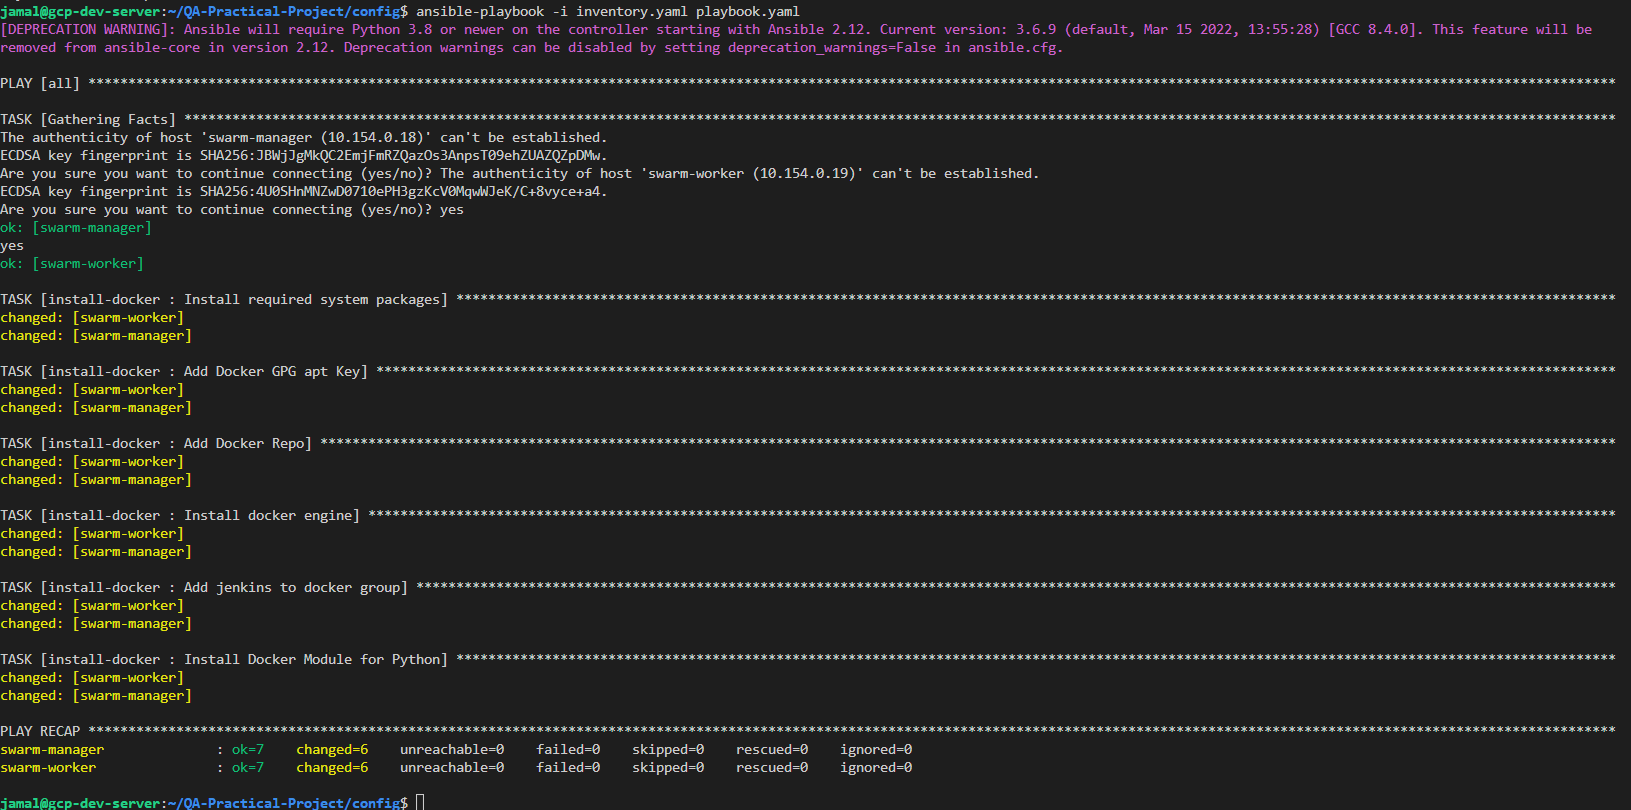 jamal@gcp-dev-server:~/QA-Practical-Project/config$ ansible-playbook -i inventory.yaml playbook.yaml
[DEPRECATION WARNING]: Ansible will require Python 3.8 or newer on the controller starting with Ansible 2.12. Current version: 3.6.9 (default, Mar 15 2022, 13:55:28) [GCC 8.4.0]. This feature will be
removed from ansible-core in version 2.12. Deprecation warnings can be disabled by setting deprecation_warnings=False in ansible.cfg.
PLAY [all] ***********************************************************************************************************************************************************************************************
TASK [Gathering Facts] ***********************************************************************************************************************************************************************************
The authenticity of host 'swarm-manager (10.154.0.18)' can't be established.
ECDSA key fingerprint is SHA256:JBWjJgMkQC2EmjFmRZQazOs3AnpsT09ehZUAZQZpDMw.
Are you sure you want to continue connecting (yes/no)? The authenticity of host 'swarm-worker (10.154.0.19)' can't be established.
ECDSA key fingerprint is SHA256:4U0SHnMNZwD0710ePH3gzKcV0MqwWJeK/C+8vyce+a4.
Are you sure you want to continue connecting (yes/no)? yes
ok: [swarm-manager]
yes
ok: [swarm-worker]
TASK [install-docker : Install required system packages] *************************************************************************************************************************************************
changed: [swarm-worker]
changed: [swarm-manager]
TASK [install-docker : Add Docker GPG apt Key] ***********************************************************************************************************************************************************
changed: [swarm-worker]
changed: [swarm-manager]
TASK [install-docker : Add Docker Repo] ******************************************************************************************************************************************************************
changed: [swarm-worker]
changed: [swarm-manager]
TASK [install-docker : Install docker engine] ************************************************************************************************************************************************************
changed: [swarm-worker]
changed: [swarm-manager]
TASK [install-docker : Add jenkins to docker group] ******************************************************************************************************************************************************
changed: [swarm-worker]
changed: [swarm-manager]
TASK [install-docker : Install Docker Module for Python] *************************************************************************************************************************************************
changed: [swarm-worker]
changed: [swarm-manager]
PLAY RECAP ***********************************************************************************************************************************************************************************************
swarm-manager : ok=7 changed=6 unreachable=0 failed=0 skipped=0 rescued=0 ignored=0
swarm-worker : ok=7 changed=6 unreachable=0 failed=0 skipped=0 rescued=0 ignored=0
jamal@gcp-dev-server:~/QA-Practical-Project/config$